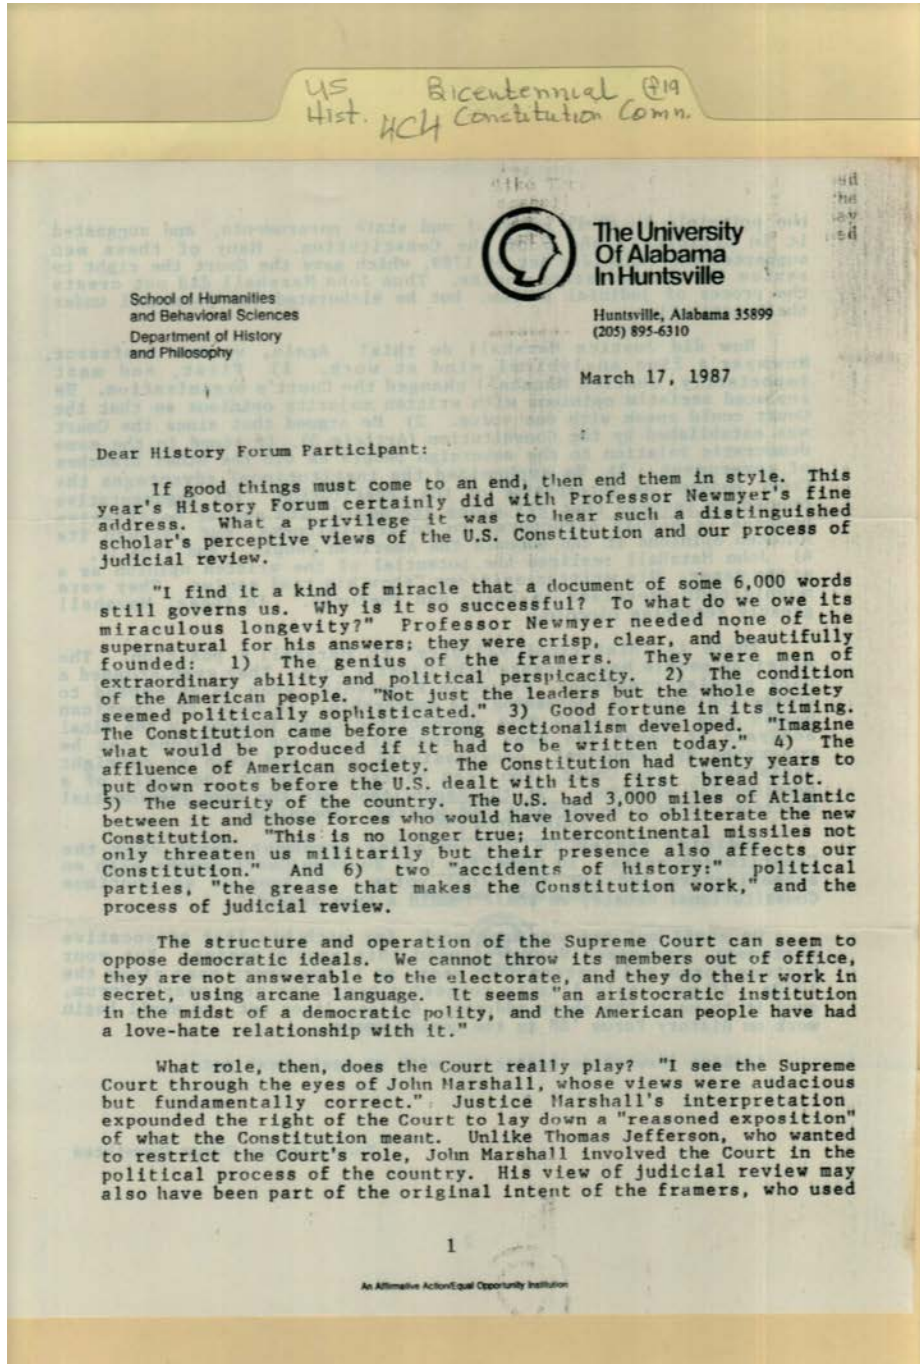 US Bicentennial
Hist. 4C4 Constitution Comn.
The University
Of Alabama
In Huntsville
School of Humanities
and Behavioral Sciences
Department of History
and Philosophy
Huntsville, Alabama 35899
(205) 895-6310
March 17, 1987
Dear History Forum Participant:
If good things must come to an end, then end them in style. This
year's History Forum certainly did with Professor Newmyer's fine
address. What a privilege it was to hear such a distinguished
scholar's perceptive views of the U.S. Constitution and our process of
judicial review.
"I find it a kind of miracle that a document of some 6,000 words
still governs us. Why is it so successful? To what do we owe its
miraculous longevity?" Professor Newmyer needed none of the
supernatural for his answers; they were crisp, clear, and beautifully
founded: 1) The genius of the framers. They were men of
extraordinary ability and political perspicacity. 2) The condition
of the American people. "Not just the leaders but the whole society
seemed politically sophisticated." 3) Good fortune in its timing.
The Constitution came before strong sectionalism developed. "Imagine
what would be produced if it had to be written today." 4) The
affluence of American society. The Constitution had twenty years to
put down roots before the U.S. dealt with its first bread riot.
5) The security of the country. The U.S. had 3,000 miles of Atlantic
between it and those forces who would have loved to obliterate the new
Constitution. "This is no longer true; intercontinental missiles not
only threaten us militarily but their presence also affects our
Constitution." And 6) two "accidents of history:" political
parties, "the grease that makes the Constitution work," and the
process of judicial review.
The structure and operation of the Supreme Court can seem to
oppose democratic ideals. We cannot throw its members out of office,
they are not answerable to the electorate, and they do their work in
secret, using arcane language. It seems "an aristocratic institution
in the midst of a democratic polity, and the American people have had
a love-hate relationship with it."
What role, then, does the Court really play? "I see the Supreme
Court through the eyes of John Marshall, whose views were audacious
but fundamentally correct." Justice Marshall's interpretation
expounded the right of the Court to lay down a "reasoned exposition"
of what the Constitution meant. Unlike Thomas Jefferson, who wanted
to restrict the Court's role, John Marshall involved the Court in the
political process of the country. His view of judicial review may
also have been part of the original intent of the framers, who used
1
An Affirmative Action/Equal Opportunity Institution